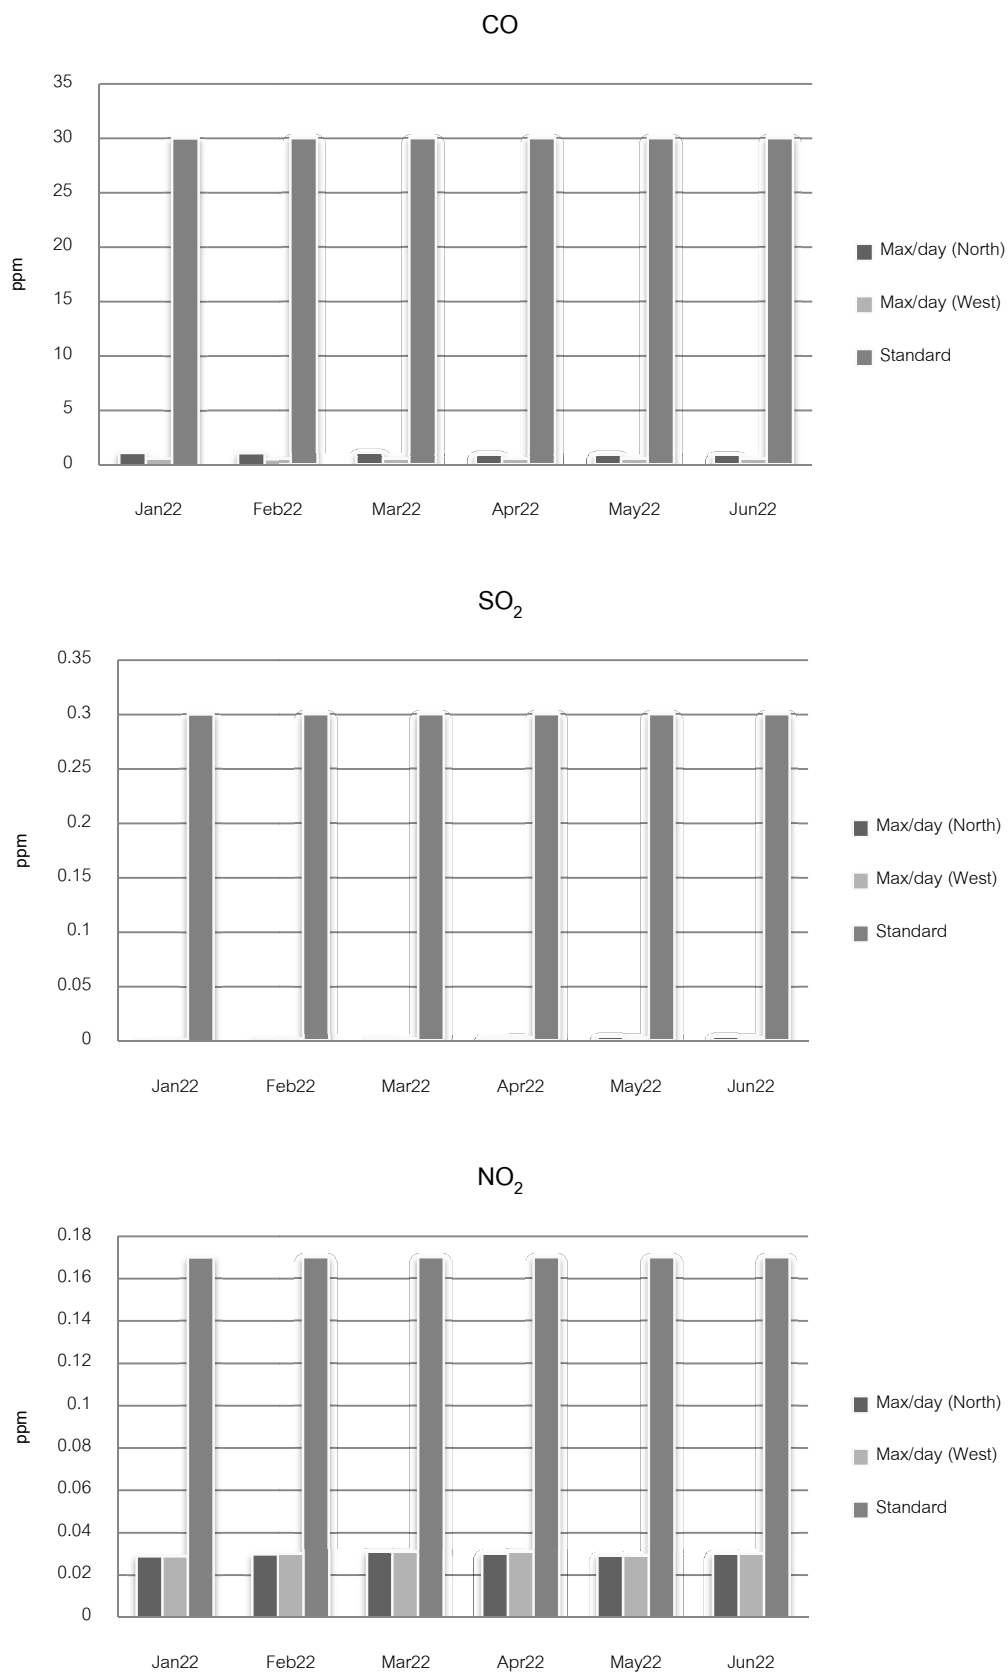 CO
35
30
25
20
15
10
5
0
ppm
Jan22 Feb22 Mar22 Apr22 May22 Jun22
Max/day (North)
Max/day (West)
Standard
SO₂
0.35
0.3
0.25
0.2
0.15
0.1
0.05
0
ppm
Jan22 Feb22 Mar22 Apr22 May22 Jun22
Max/day (North)
Max/day (West)
Standard
NO₂
0.18
0.16
0.14
0.12
0.1
0.08
0.06
0.04
0.02
0
ppm
Jan22 Feb22 Mar22 Apr22 May22 Jun22
Max/day (North)
Max/day (West)
Standard